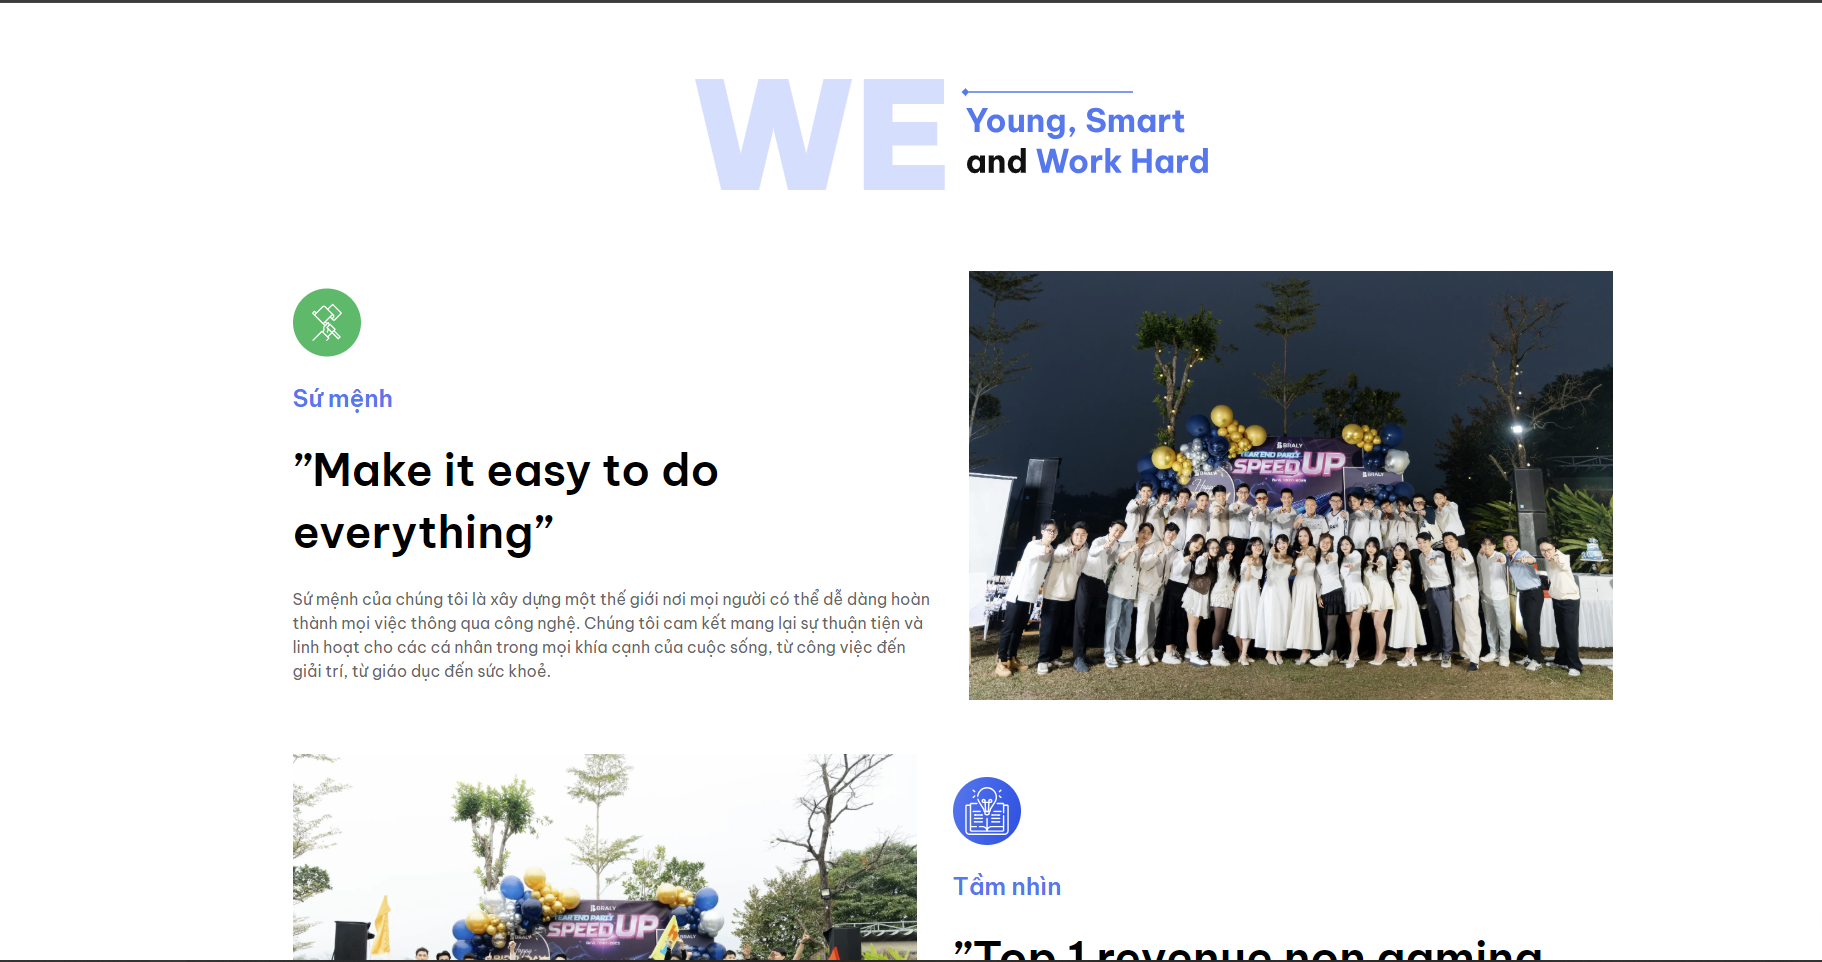 WE
Young, Smart
and Work Hard
Sứ mệnh
”Make it easy to do
everything”
Sứ mệnh của chúng tôi là xây dựng một thế giới nơi mọi người có thể dễ dàng hoàn
thành mọi việc thông qua công nghệ. Chúng tôi cam kết mang lại sự thuận tiện và
linh hoạt cho các cá nhân trong mọi khía cạnh của cuộc sống, từ công việc đến
giải trí, từ giáo dục đến sức khoẻ.
BRALY
YEAR END PARTY
SPEED UP
BRALY
Happy
BRALY
YEAR END PARTY
SPEED UP
BRALY
Happy
Tầm nhìn
”Top 1 revenue non gaming